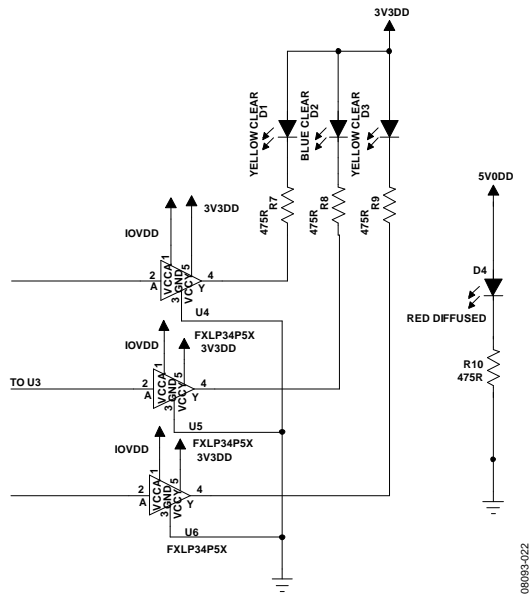 3V3DD
YELLOW CLEAR
D1
BLUE CLEAR
D2
YELLOW CLEAR
D3
475R
R7
475R
R8
475R
R9
5V0DD
D4
RED DIFFUSED
R10
475R
IOVDD
3V3DD
2
A
VCCA
1
3
GND
VCCY
5
4
Y
U4
FXLP34P5X
IOVDD
3V3DD
TO U3
2
A
VCCA
1
3
GND
VCCY
5
4
Y
U5
FXLP34P5X
IOVDD
3V3DD
2
A
VCCA
1
3
GND
VCCY
5
4
Y
U6
FXLP34P5X
08093-022